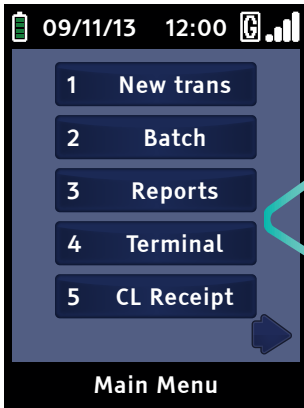 09/11/13 12:00 G
1 New trans
2 Batch
3 Reports
4 Terminal
5 CL Receipt
Main Menu